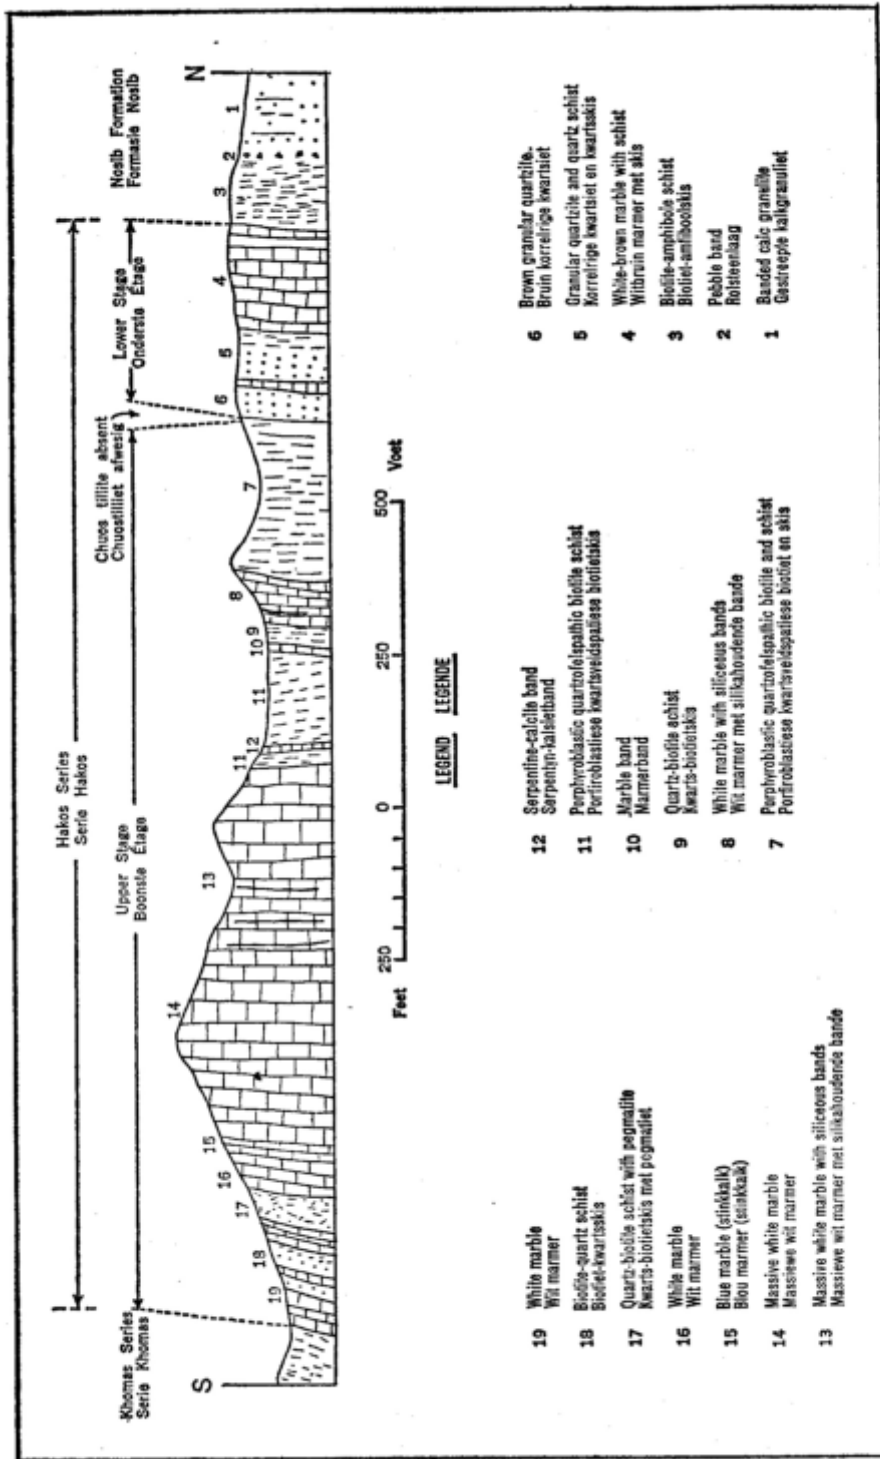 Hakos Series
Serie Hakos
Khomas Series
Serie Khomas
Upper Stage
Boonste Etage
Chuos tillite absent
Chuostilliet afwesig
Lower Stage
Onderste Etage
Nosib Formation
Formasie Nosib
S
19
18
17
16
15
14
13
11
12
11
10
9
8
7
6
5
4
3
2
1
N
Feet
250
0
250
500
Voet
LEGEND LEGENDE
19 White marble
Wit marmer
18 Biotite-quartz schist
Biotiet-kwartsskis
17 Quartz-biotite schist with pegmatite
Kwarts-biotietskis met pegmatiet
16 White marble
Wit marmer
15 Blue marble (stinkkalk)
Blou marmer (stinkkalk)
14 Massive white marble
Massiewe wit marmer
13 Massive white marble with siliceous bands
Massiewe wit marmer met silikahoudende bande
12 Serpentine-calcite band
Serpentyn-kalsietband
11 Porphyroblastic quartzofelspathic biotite schist
Porfiroblastiese kwartsveldspatiese biotietskis
10 Marble band
Marmerband
9 Quartz-biotite schist
Kwarts-biotietskis
8 White marble with siliceous bands
Wit marmer met silikahoudende bande
7 Porphyroblastic quartzofelspathic biotite and schist
Porfiroblastiese kwartsveldspatiese biotiet en skis
6 Brown granular quartzite
Bruin korrelrige kwartsiet
5 Granular quartzite and quartz schist
Korrelrige kwartsiet en kwartsskis
4 White-brown marble with schist
Witbruin marmer met skis
3 Biotite-amphibole schist
Biotiet-amfiboolskis
2 Pebble band
Rolsteenlaag
1 Banded calc granulite
Gestreepte kalkgranuliet